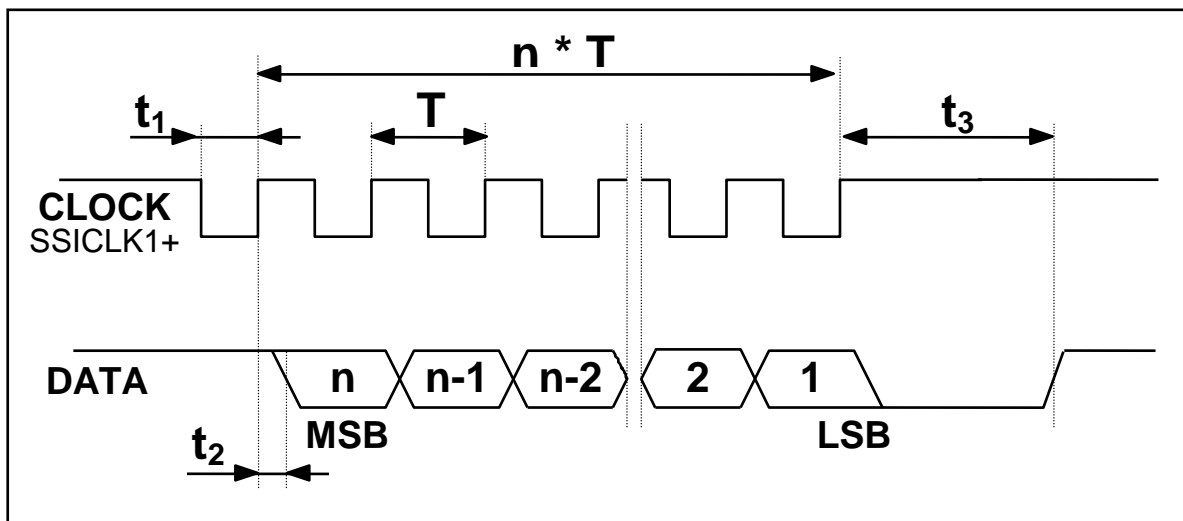 n * T
t₁
T
t₃
CLOCK
SSICLK1+
DATA
n
n-1
n-2
2
1
MSB
LSB
t₂